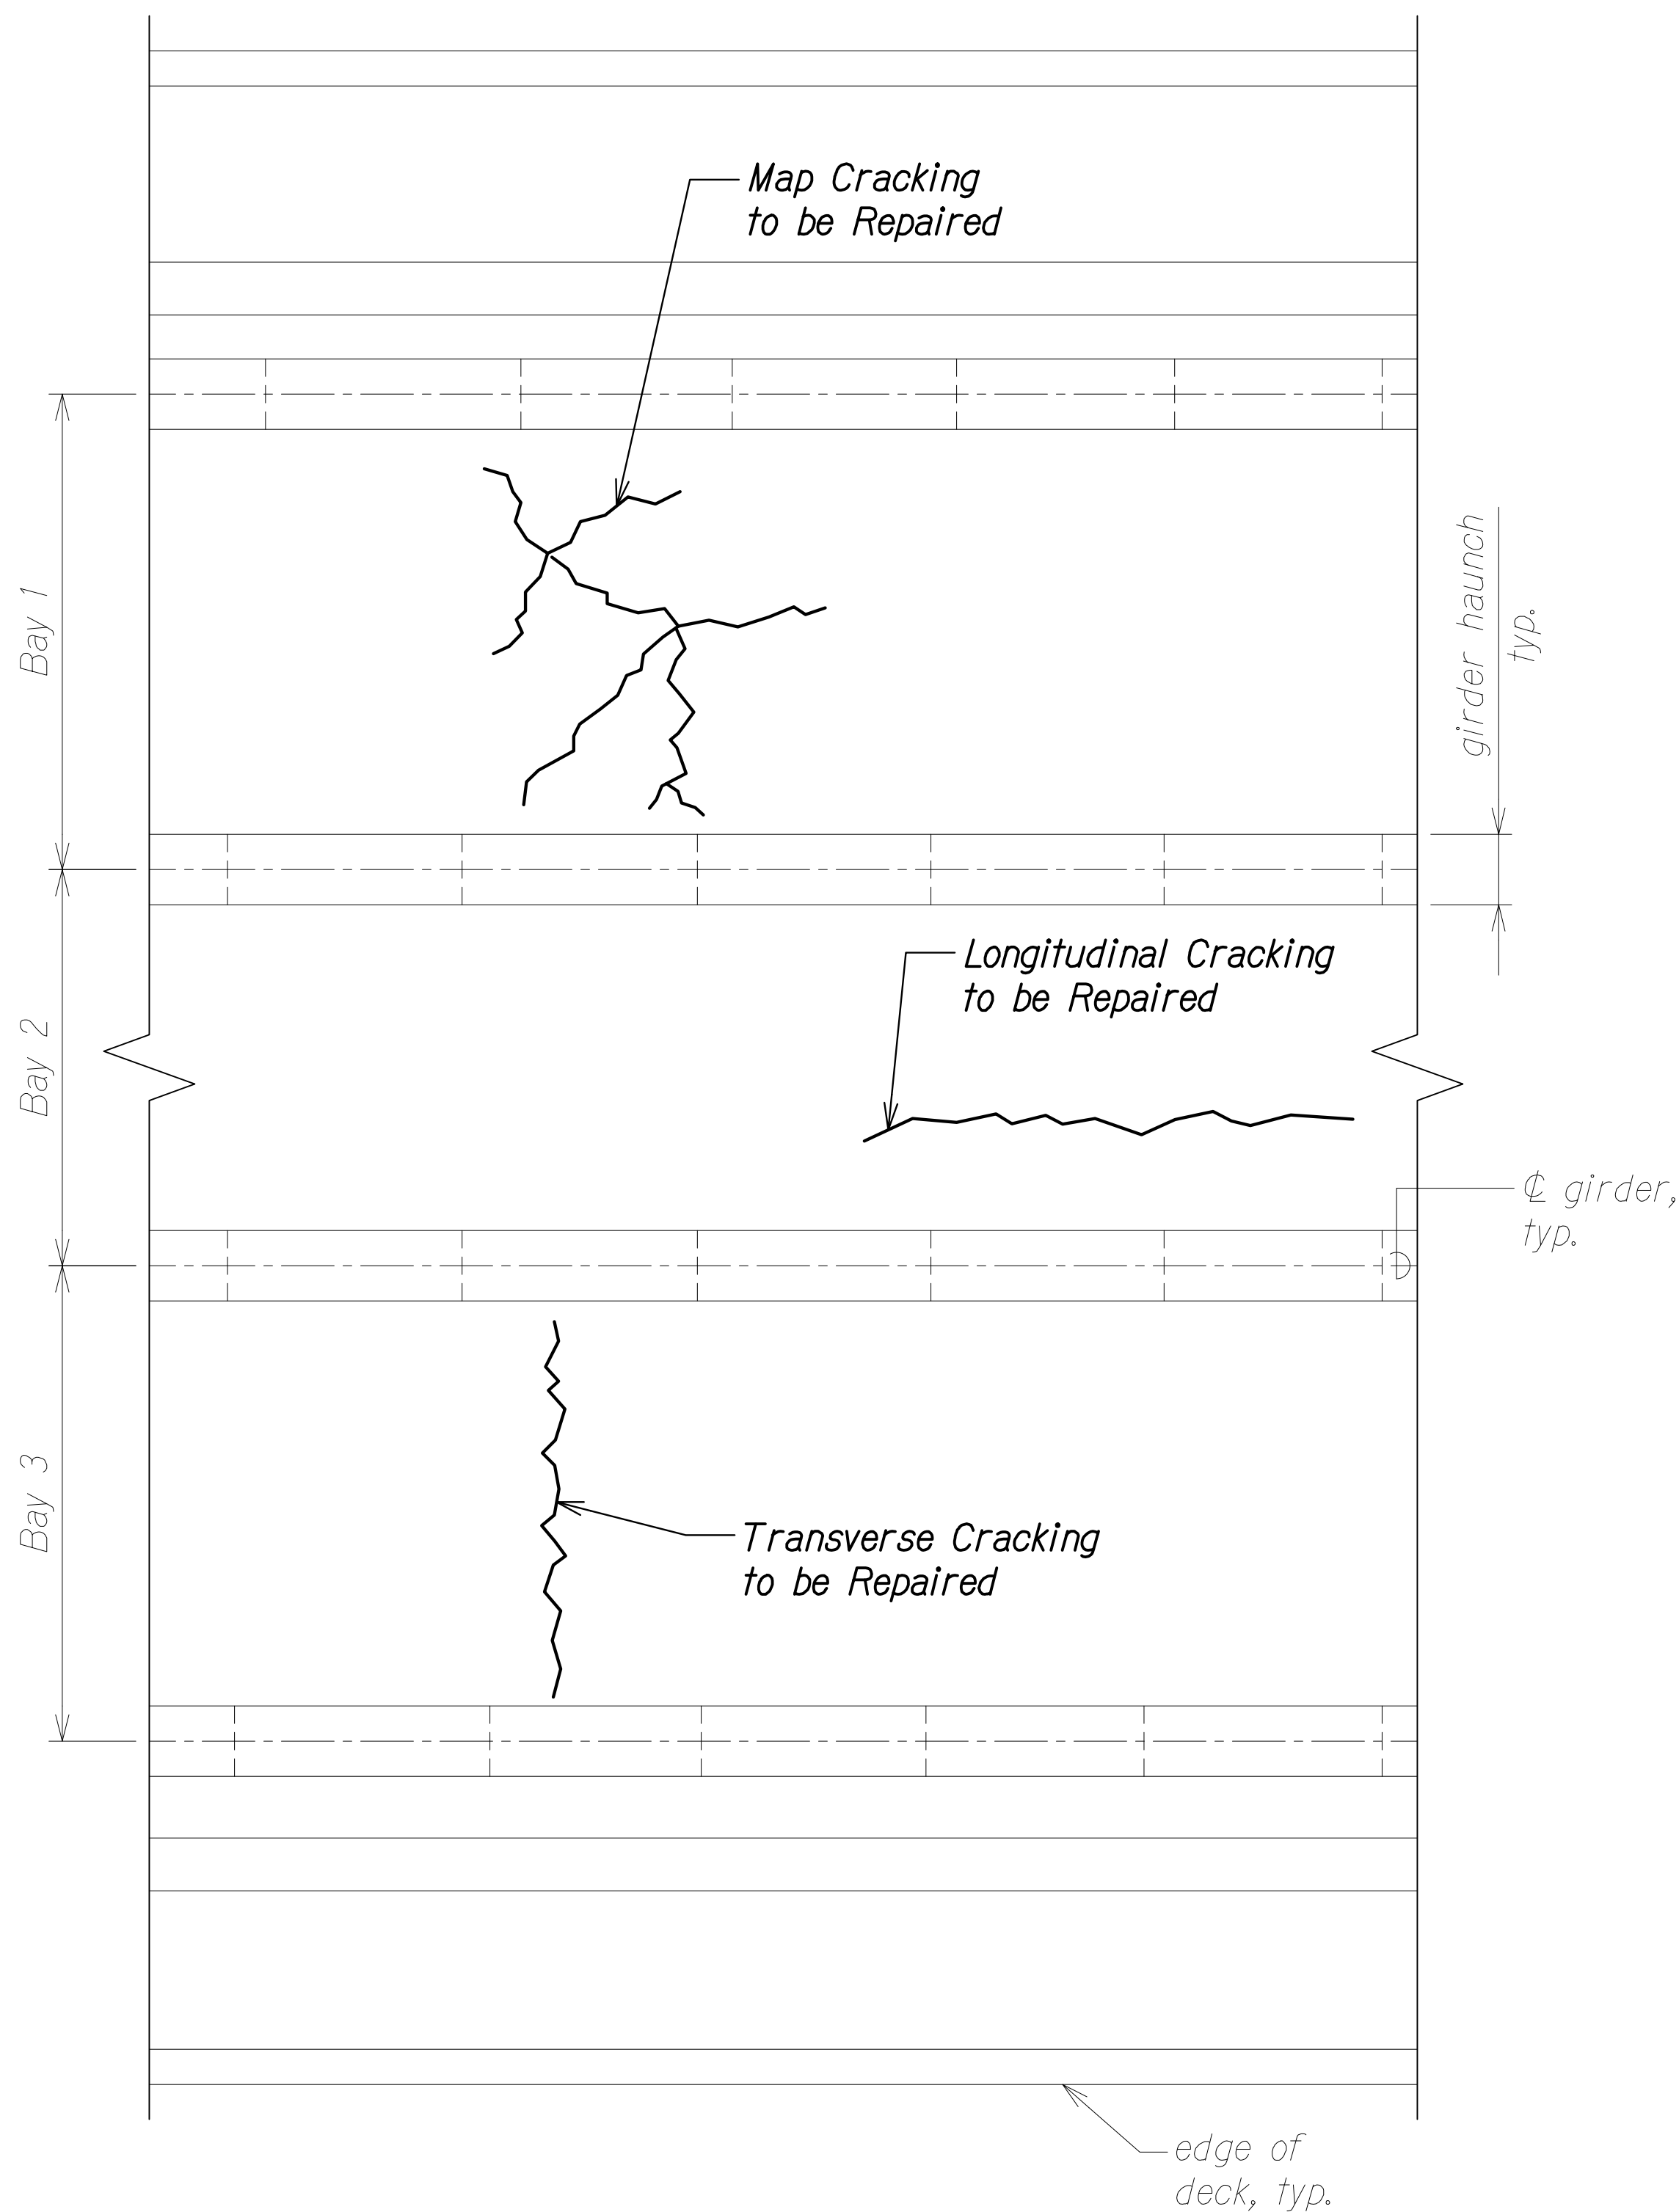 Map Cracking
to be Repaired
Bay 1
girder haunch
typ.
Longitudinal Cracking
to be Repaired
Bay 2
℄ girder,
typ.
Bay 3
Transverse Cracking
to be Repaired
edge of
deck, typ.